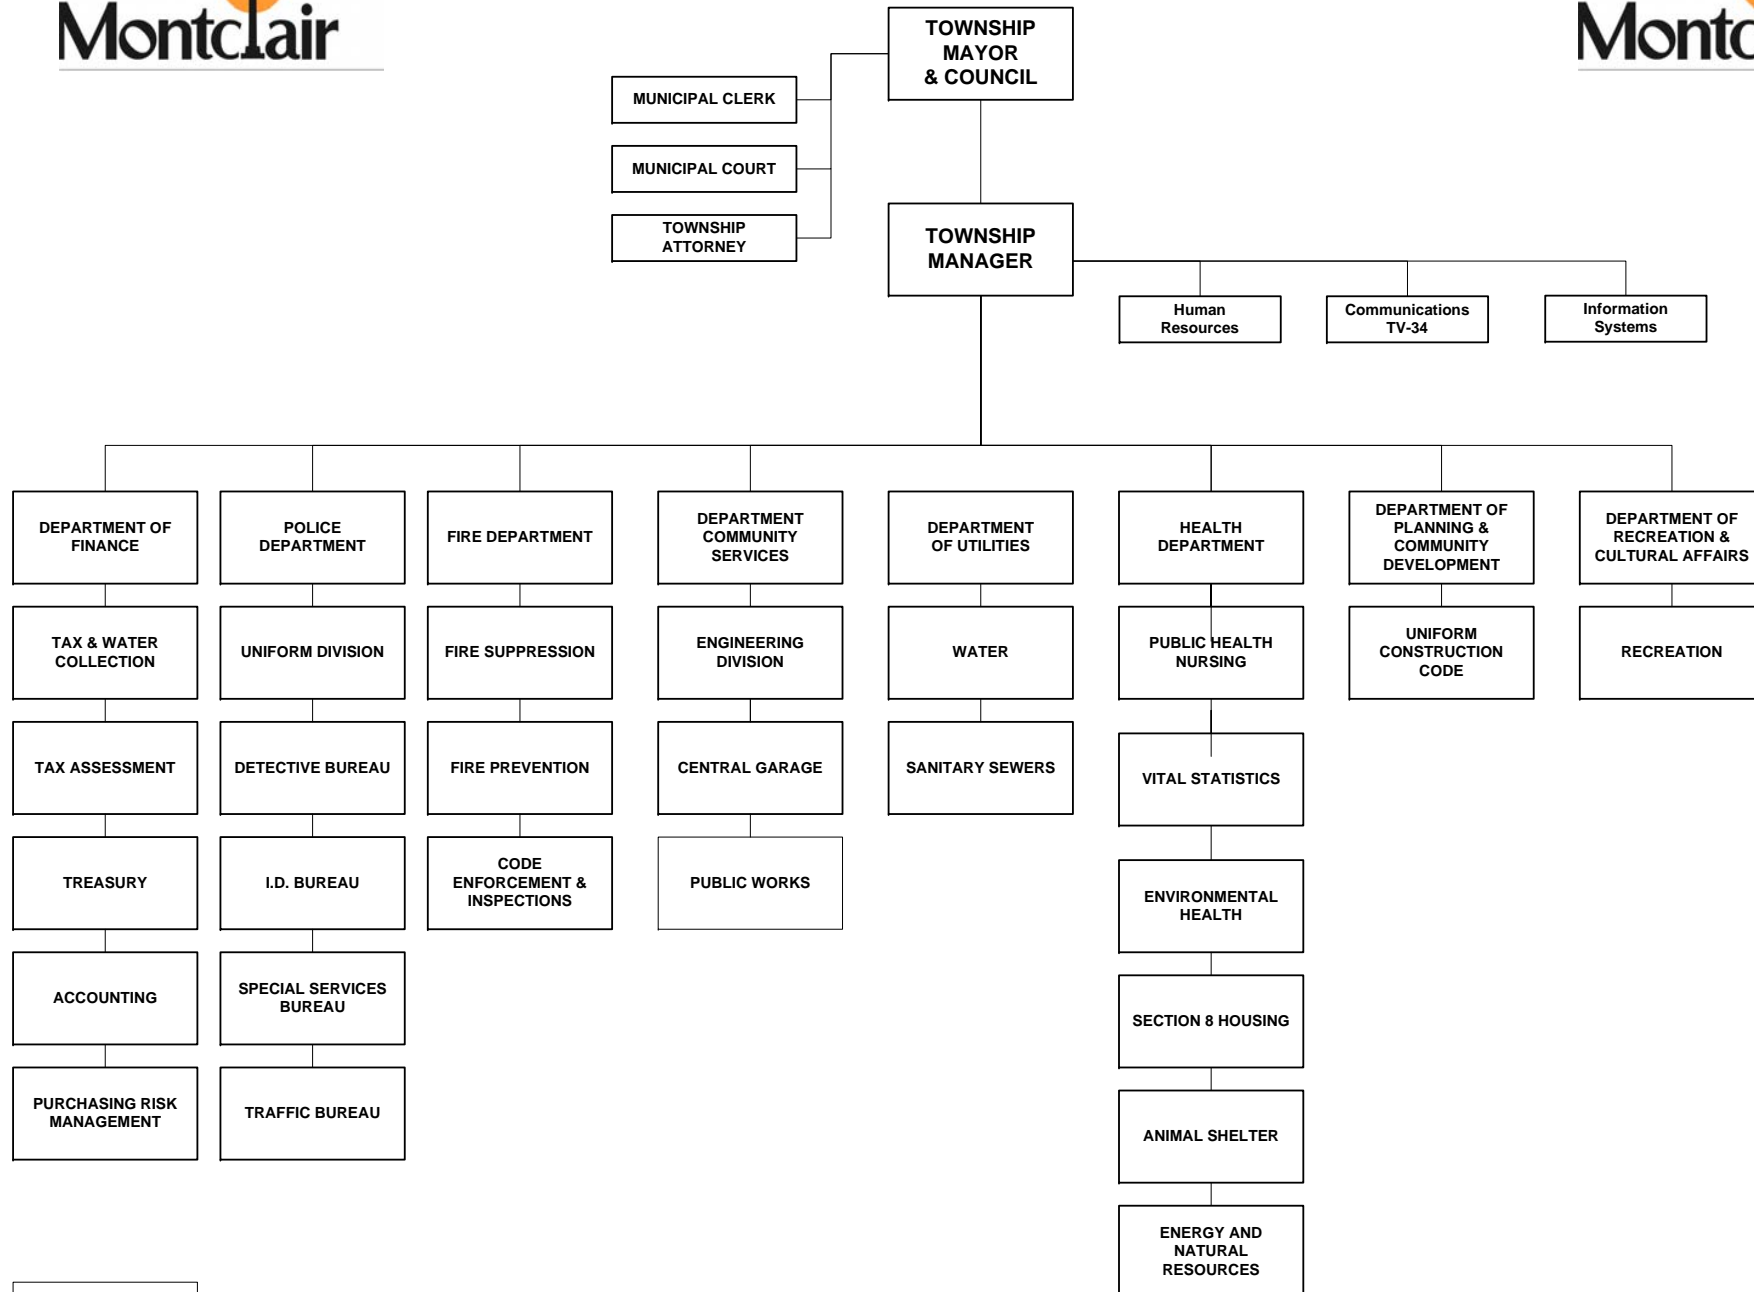 Montclair
Montc
TOWNSHIP
MAYOR
& COUNCIL
MUNICIPAL CLERK
MUNICIPAL COURT
TOWNSHIP
ATTORNEY
TOWNSHIP
MANAGER
Human
Resources
Communications
TV-34
Information
Systems
DEPARTMENT OF
FINANCE
TAX & WATER
COLLECTION
TAX ASSESSMENT
TREASURY
ACCOUNTING
PURCHASING RISK
MANAGEMENT
POLICE
DEPARTMENT
UNIFORM DIVISION
DETECTIVE BUREAU
I.D. BUREAU
SPECIAL SERVICES
BUREAU
TRAFFIC BUREAU
FIRE DEPARTMENT
FIRE SUPPRESSION
FIRE PREVENTION
CODE
ENFORCEMENT &
INSPECTIONS
DEPARTMENT
COMMUNITY
SERVICES
ENGINEERING
DIVISION
CENTRAL GARAGE
PUBLIC WORKS
DEPARTMENT
OF UTILITIES
WATER
SANITARY SEWERS
HEALTH
DEPARTMENT
PUBLIC HEALTH
NURSING
VITAL STATISTICS
ENVIRONMENTAL
HEALTH
SECTION 8 HOUSING
ANIMAL SHELTER
ENERGY AND
NATURAL
RESOURCES
DEPARTMENT OF
PLANNING &
COMMUNITY
DEVELOPMENT
UNIFORM
CONSTRUCTION
CODE
DEPARTMENT OF
RECREATION &
CULTURAL AFFAIRS
RECREATION